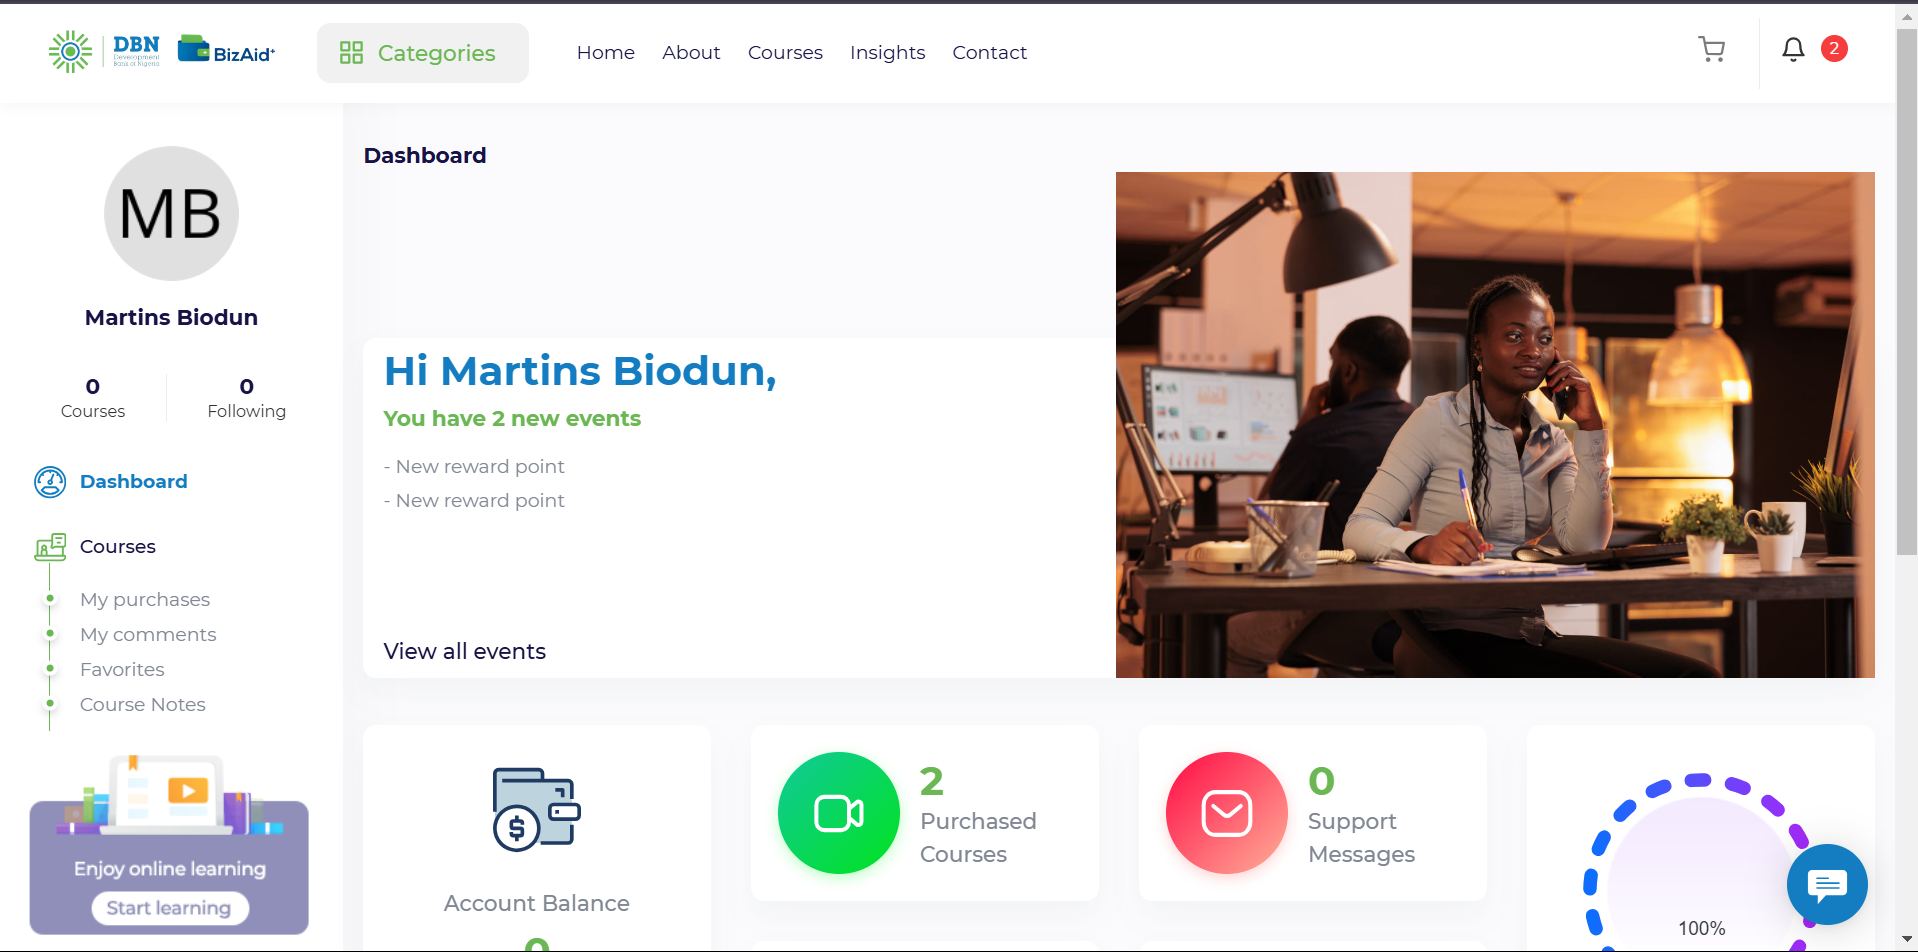 DBN
Development
Bank of Nigeria
BizAid+
Categories
Home
About
Courses
Insights
Contact
2
MB
Martins Biodun
0
Courses
0
Following
Dashboard
Courses
My purchases
My comments
Favorites
Course Notes
Enjoy online learning
Start learning
Dashboard
Hi Martins Biodun,
You have 2 new events
- New reward point
- New reward point
View all events
$
Account Balance
0
2
Purchased
Courses
0
Support
Messages
100%